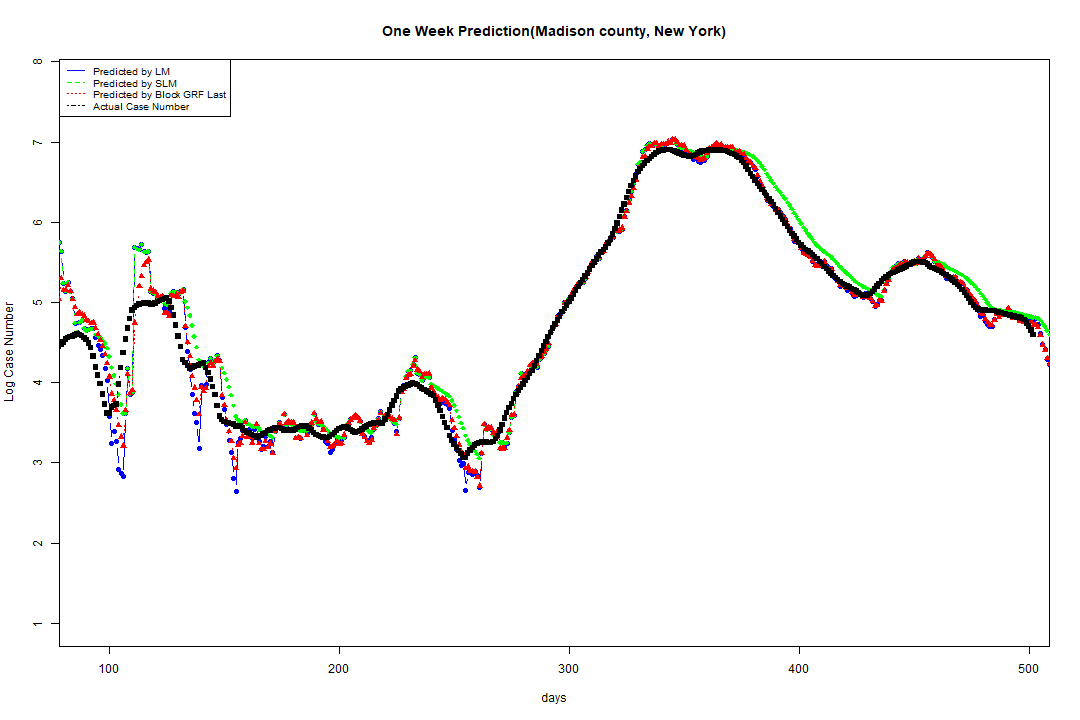 One Week Prediction(Madison county, New York)
Predicted by LM
Predicted by SLM
Predicted by Block GRF Last
Actual Case Number
8
7
6
5
4
3
2
1
Log Case Number
100 200 300 400 500
days